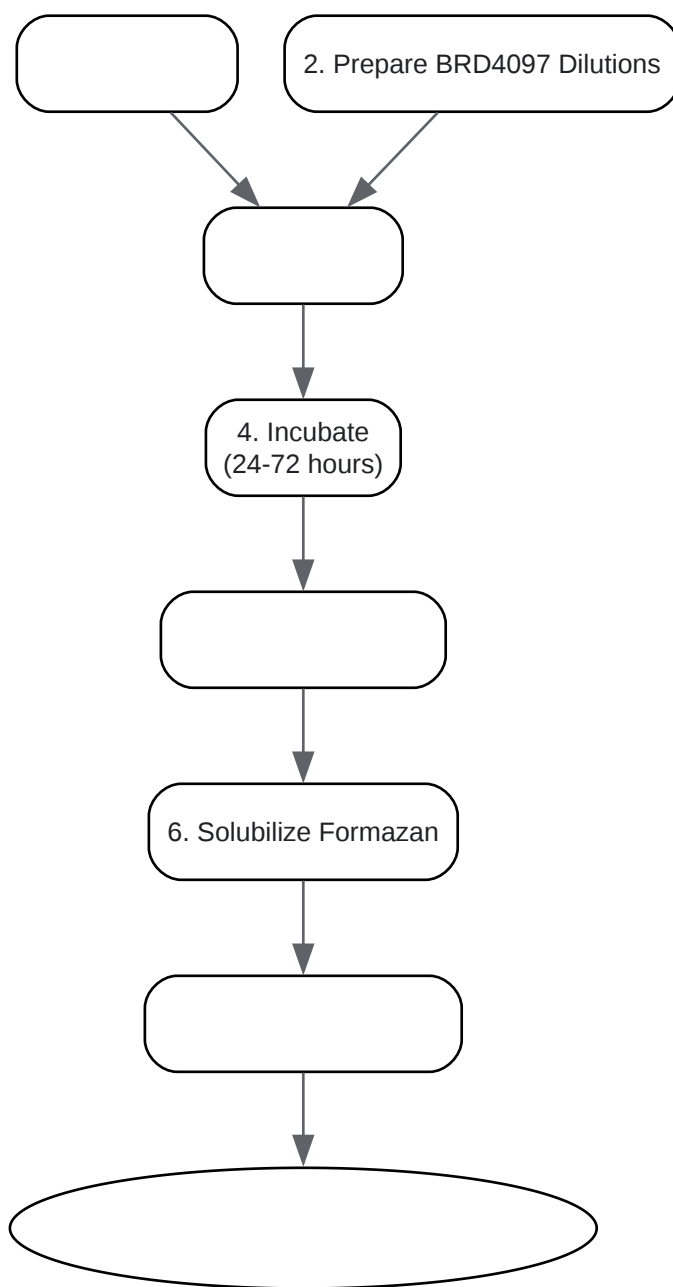 2. Prepare BRD4097 Dilutions
4. Incubate
(24-72 hours)
6. Solubilize Formazan